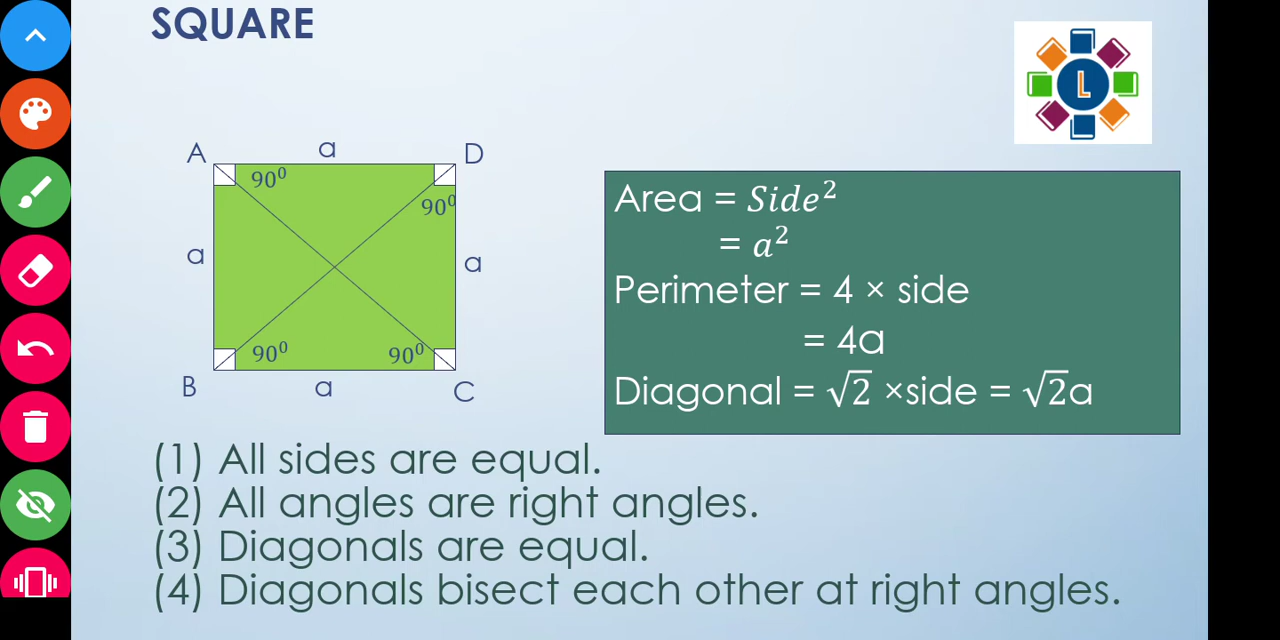 SQUARE
L
A
a
D
90⁰
90⁰
a
a
90⁰
90⁰
B
a
C
Area = Side²
= a²
Perimeter = 4 × side
= 4a
Diagonal = √2 ×side = √2a
(1) All sides are equal.
(2) All angles are right angles.
(3) Diagonals are equal.
(4) Diagonals bisect each other at right angles.